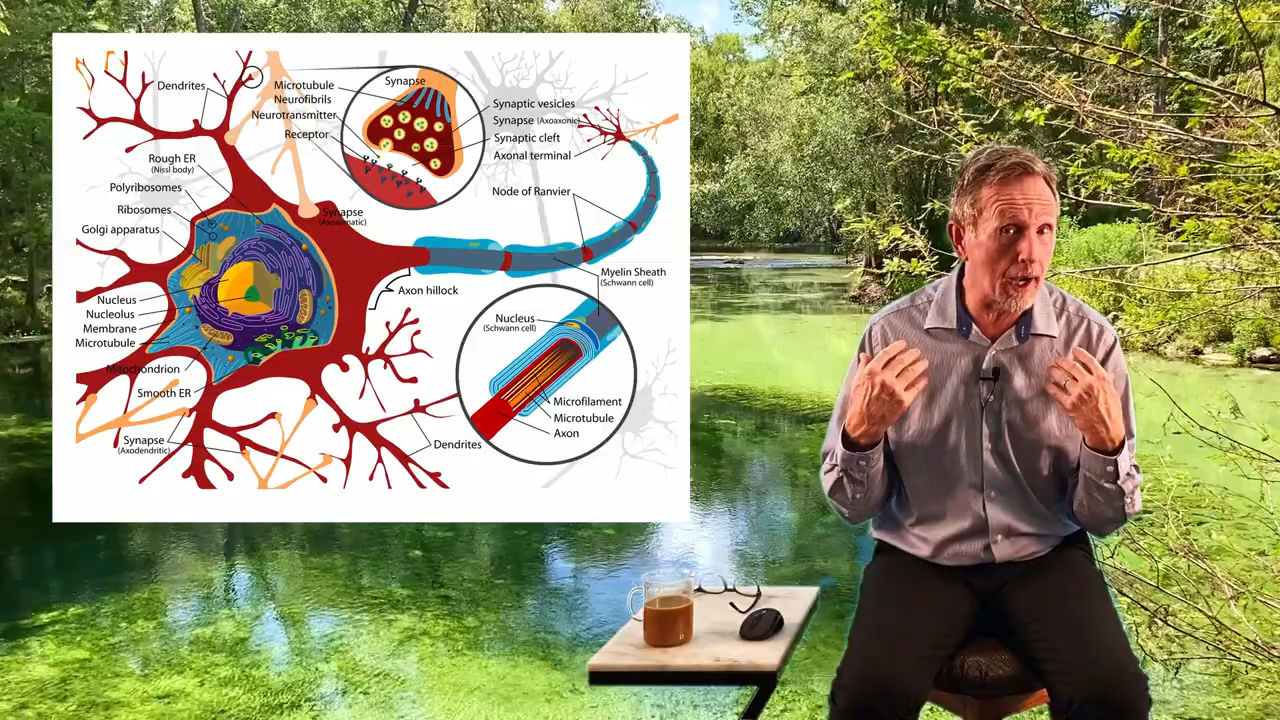 Dendrites
Microtubule
Neurofibrils
Neurotransmitter
Receptor
Synapse
Synaptic vesicles
Synapse (Axoaxonic)
Synaptic cleft
Axonal terminal
Rough ER
(Nissl body)
Polyribosomes
Ribosomes
Golgi apparatus
Synapse
(Axosomatic)
Node of Ranvier
Myelin Sheath
(Schwann cell)
Axon hillock
Nucleus
Nucleolus
Membrane
Microtubule
Mitochondrion
Smooth ER
Synapse
(Axodendritic)
Dendrites
Nucleus
(Schwann cell)
Microfilament
Microtubule
Axon